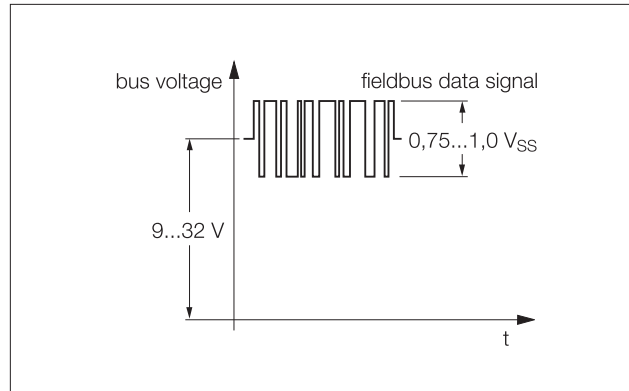 bus voltage
fieldbus data signal
0,75...1,0 VSS
9...32 V
t